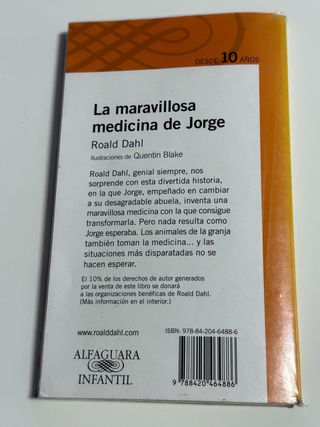 DESDE 10 AÑOS
La maravillosa
medicina de Jorge
Roald Dahl
Ilustraciones de Quentin Blake
Roald Dahl, genial siempre, nos
sorprende con esta divertida historia,
en la que Jorge, empeñado en cambiar
a su desagradable abuela, inventa una
maravillosa medicina con la que consigue
transformarla. Pero nada resulta como
Jorge esperaba. Los animales de la granja
también toman la medicina... y las
situaciones más disparatadas no se
hacen esperar.
El 10% de los derechos de autor generados
por la venta de este libro se donará
a las organizaciones benéficas de Roald Dahl.
(Más información en el interior.)
www.roalddahl.com
ISBN: 978-84-204-6488-6
ALFAGUARA
INFANTIL
9 788420 464886